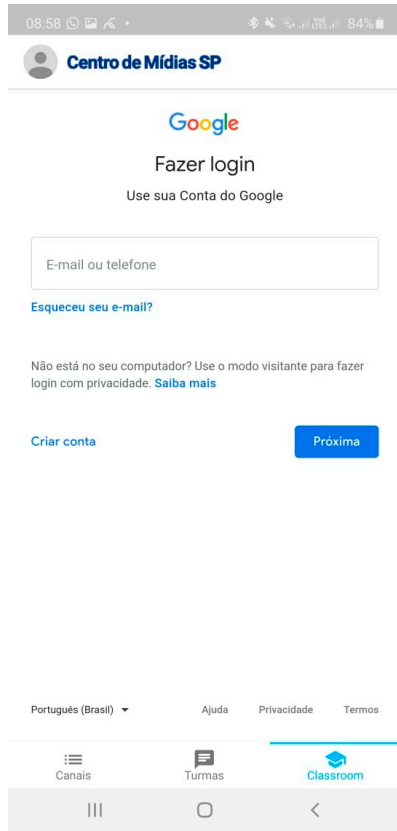 08:58
84%
Centro de Mídias SP
Google
Fazer login
Use sua Conta do Google
E-mail ou telefone
Esqueceu seu e-mail?
Não está no seu computador? Use o modo visitante para fazer
login com privacidade. Saiba mais
Criar conta
Próxima
Português (Brasil)
Ajuda
Privacidade
Termos
Canais
Turmas
Classroom